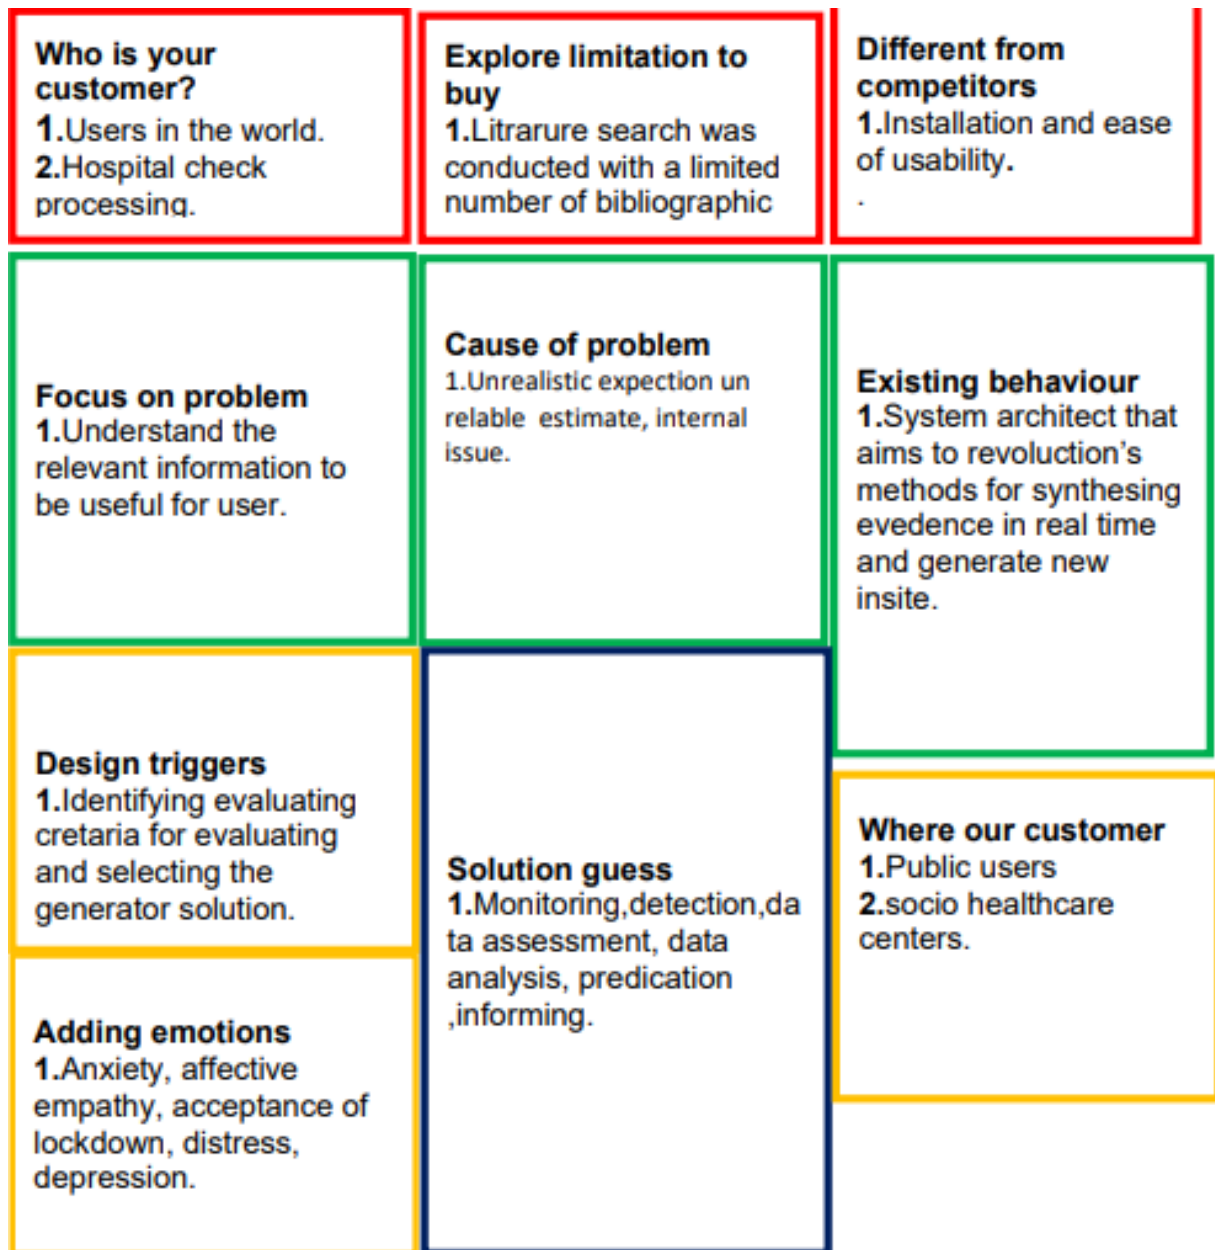 Who is your
customer?
1.Users in the world.
2.Hospital check
processing.
Explore limitation to
buy
1.Litrarure search was
conducted with a limited
number of bibliographic
Different from
competitors
1.Installation and ease
of usability.
.
Focus on problem
1.Understand the
relevant information to
be useful for user.
Cause of problem
1.Unrealistic expection un
relable estimate, internal
issue.
Existing behaviour
1.System architect that
aims to revoluction’s
methods for synthesing
evedence in real time
and generate new
insite.
Design triggers
1.Identifying evaluating
cretaria for evaluating
and selecting the
generator solution.
Solution guess
1.Monitoring,detection,da
ta assessment, data
analysis, predication
,informing.
Where our customer
1.Public users
2.socio healthcare
centers.
Adding emotions
1.Anxiety, affective
empathy, acceptance of
lockdown, distress,
depression.